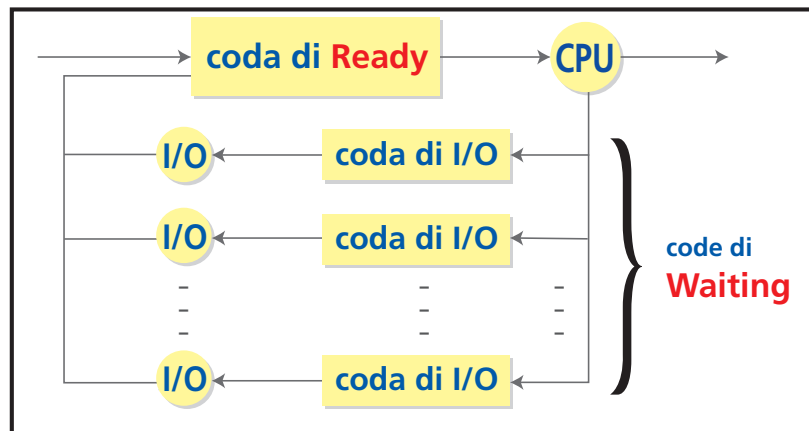 coda di Ready
CPU
I/O
coda di I/O
I/O
coda di I/O
code di
Waiting
I/O
coda di I/O